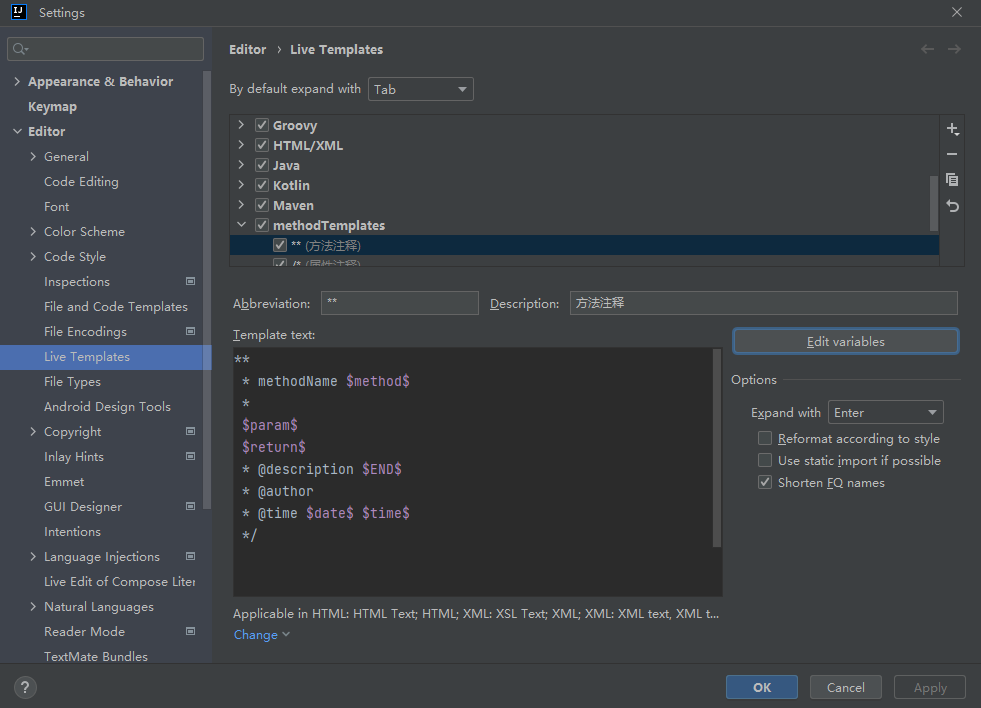 Settings
Editor › Live Templates
Appearance & Behavior
Keymap
Editor
General
Code Editing
Font
Color Scheme
Code Style
Inspections
File and Code Templates
File Encodings
Live Templates
File Types
Android Design Tools
Copyright
Inlay Hints
Emmet
GUI Designer
Intentions
Language Injections
Live Edit of Compose Liter
Natural Languages
Reader Mode
TextMate Bundles
By default expand with Tab
Groovy
HTML/XML
Java
Kotlin
Maven
methodTemplates
** (方法注释)
/* (属性注释)
Abbreviation: **
Description: 方法注释
Template text:
**
* methodName $method$
*
$param$
$return$
* @description $END$
* @author
* @time $date$ $time$
*/
Edit variables
Options
Expand with Enter
Reformat according to style
Use static import if possible
Shorten FQ names
Applicable in HTML: HTML Text; HTML; XML: XSL Text; XML; XML: XML text, XML t...
Change
?
OK
Cancel
Apply